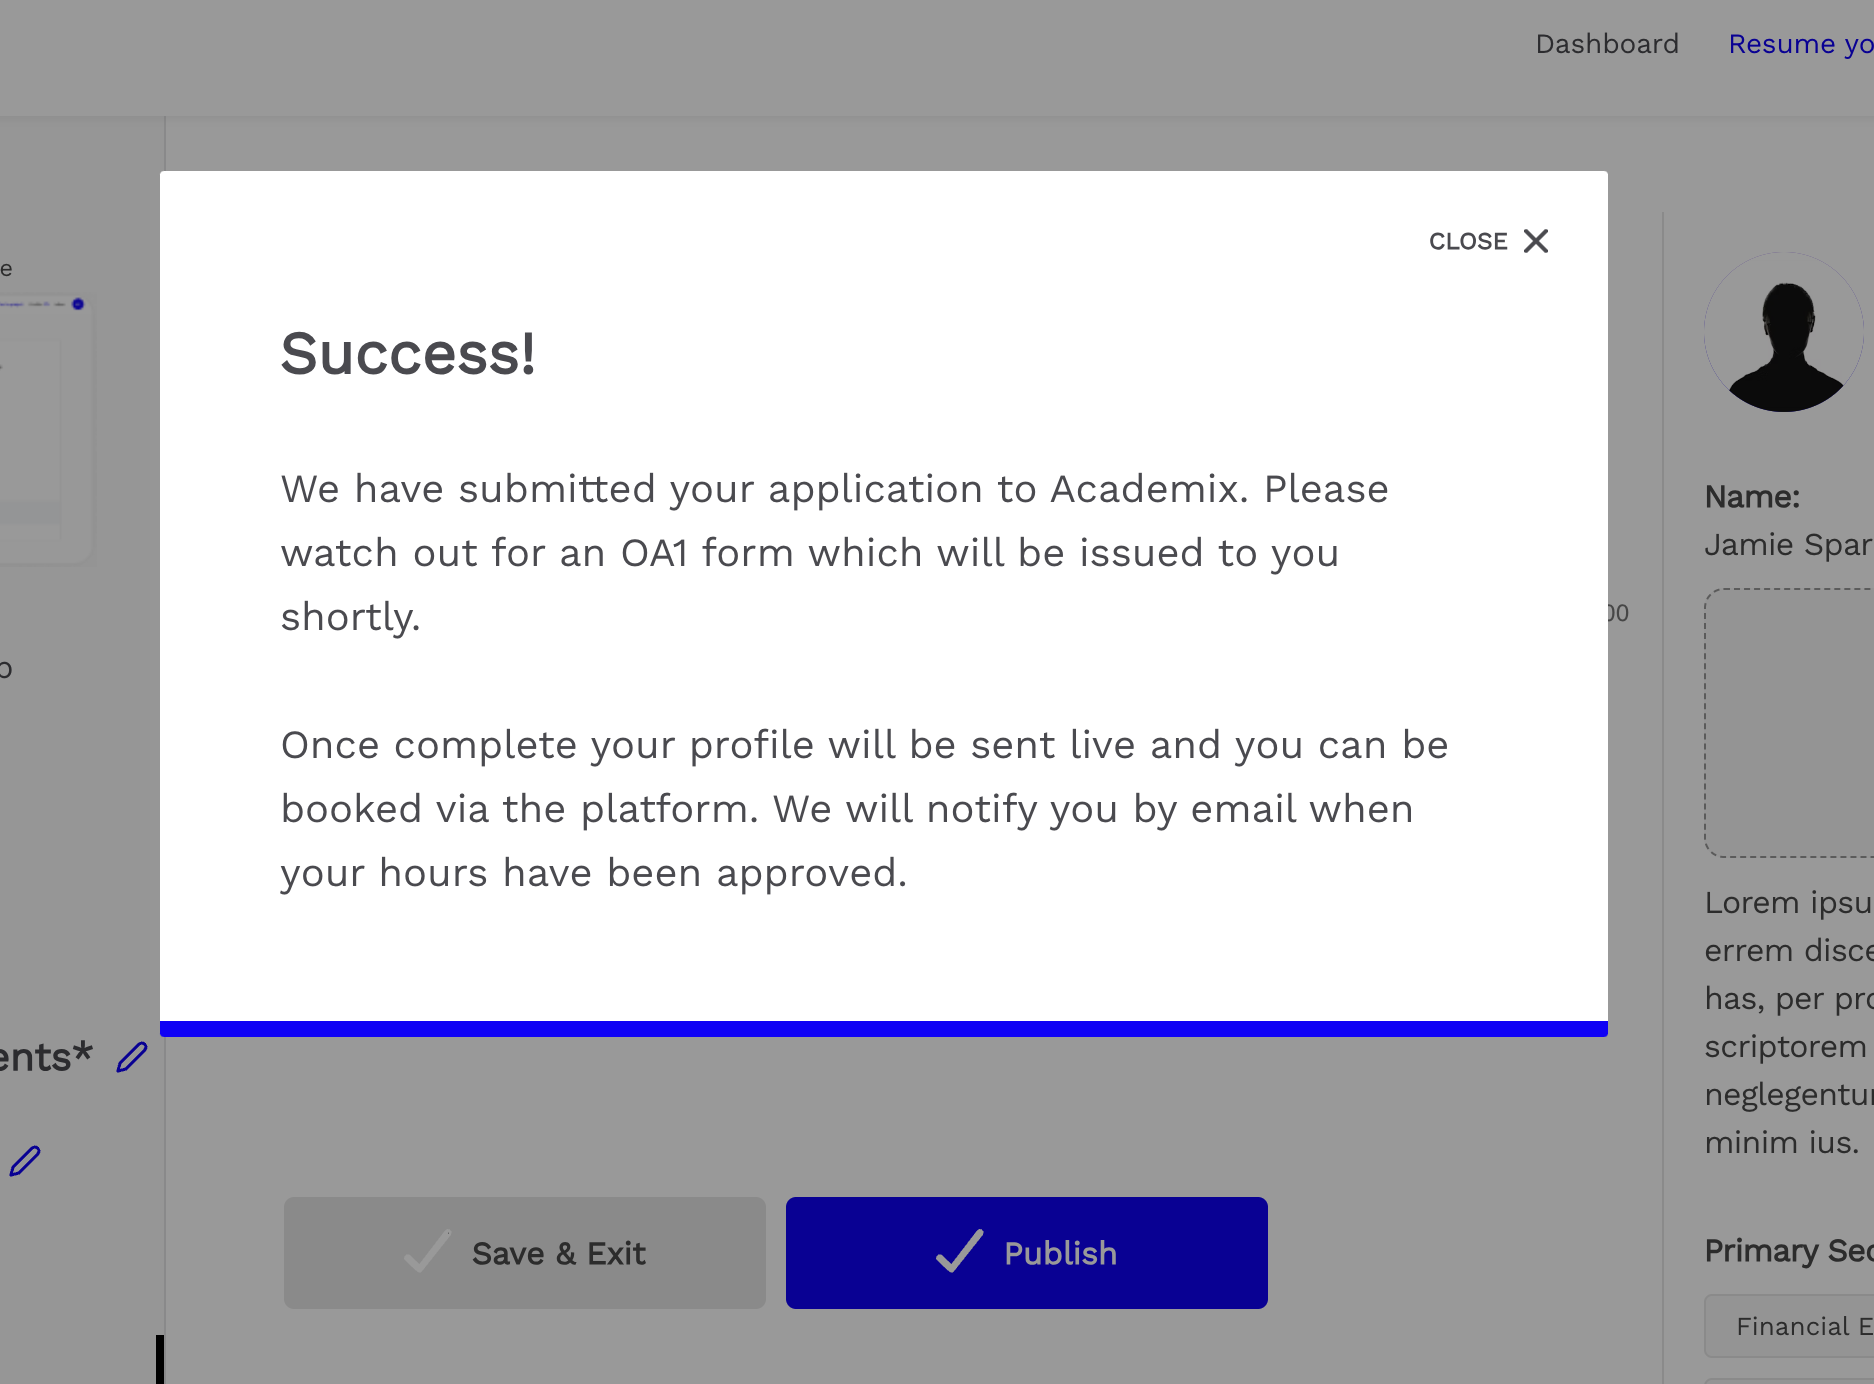 Dashboard
Resume yo
CLOSE
Success!
We have submitted your application to Academix. Please
watch out for an OA1 form which will be issued to you
shortly.
Once complete your profile will be sent live and you can be
booked via the platform. We will notify you by email when
your hours have been approved.
ents*
Save & Exit
Publish
Name:
Jamie Spar
00
Lorem ipsu
errem disce
has, per pro
scriptorem
neglegentur
minim ius.
Primary Sec
Financial E